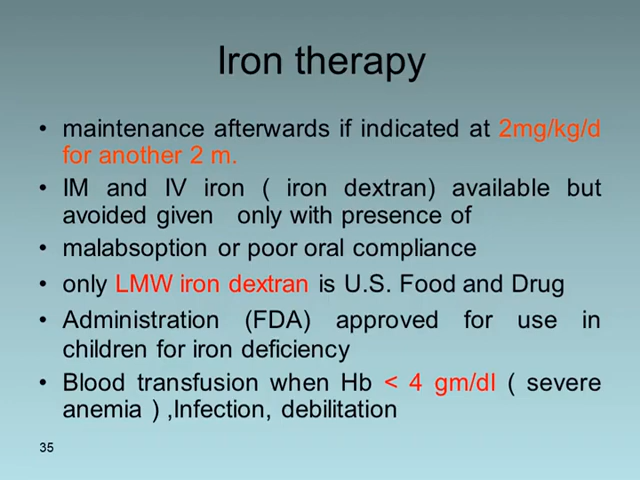 Iron therapy
• maintenance afterwards if indicated at 2mg/kg/d
for another 2 m.
• IM and IV iron ( iron dextran) available but
avoided given only with presence of
• malabsoption or poor oral compliance
• only LMW iron dextran is U.S. Food and Drug
• Administration (FDA) approved for use in
children for iron deficiency
• Blood transfusion when Hb < 4 gm/dl ( severe
anemia ) ,Infection, debilitation
35